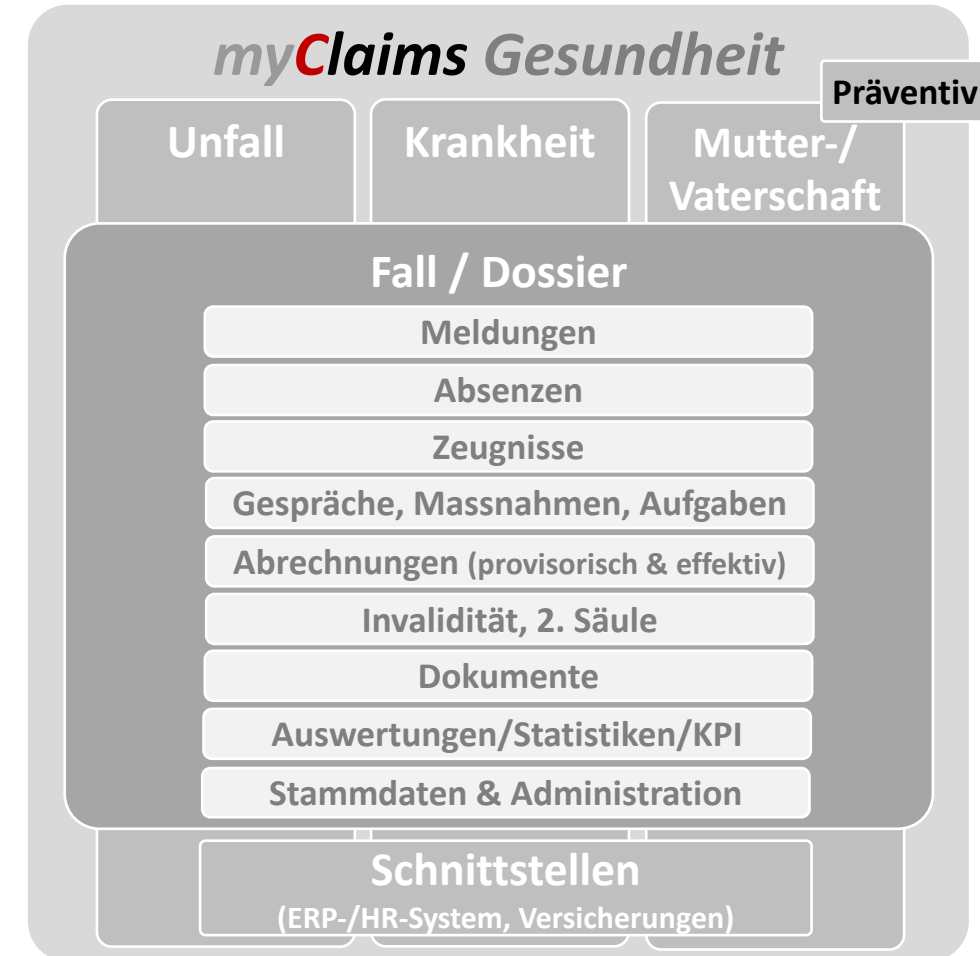 myClaims Gesundheit
Präventiv
Unfall
Krankheit
Mutter-/
Vaterschaft
Fall / Dossier
Meldungen
Absenzen
Zeugnisse
Gespräche, Massnahmen, Aufgaben
Abrechnungen (provisorisch & effektiv)
Invalidität, 2. Säule
Dokumente
Auswertungen/Statistiken/KPI
Stammdaten & Administration
Schnittstellen
(ERP-/HR-System, Versicherungen)